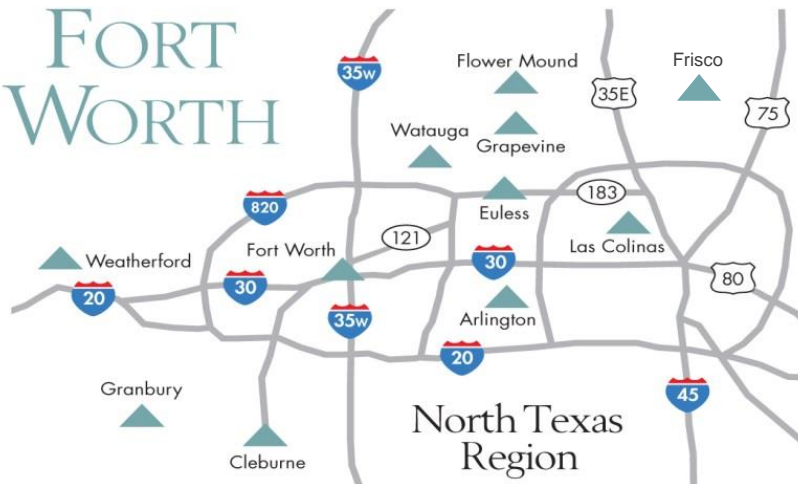 FORT
WORTH
35W
Flower Mound
Frisco
35E
75
Watauga
Grapevine
820
183
Euless
121
Las Colinas
Fort Worth
Weatherford
30
30
80
20
35W
Arlington
20
Granbury
45
North Texas
Region
Cleburne